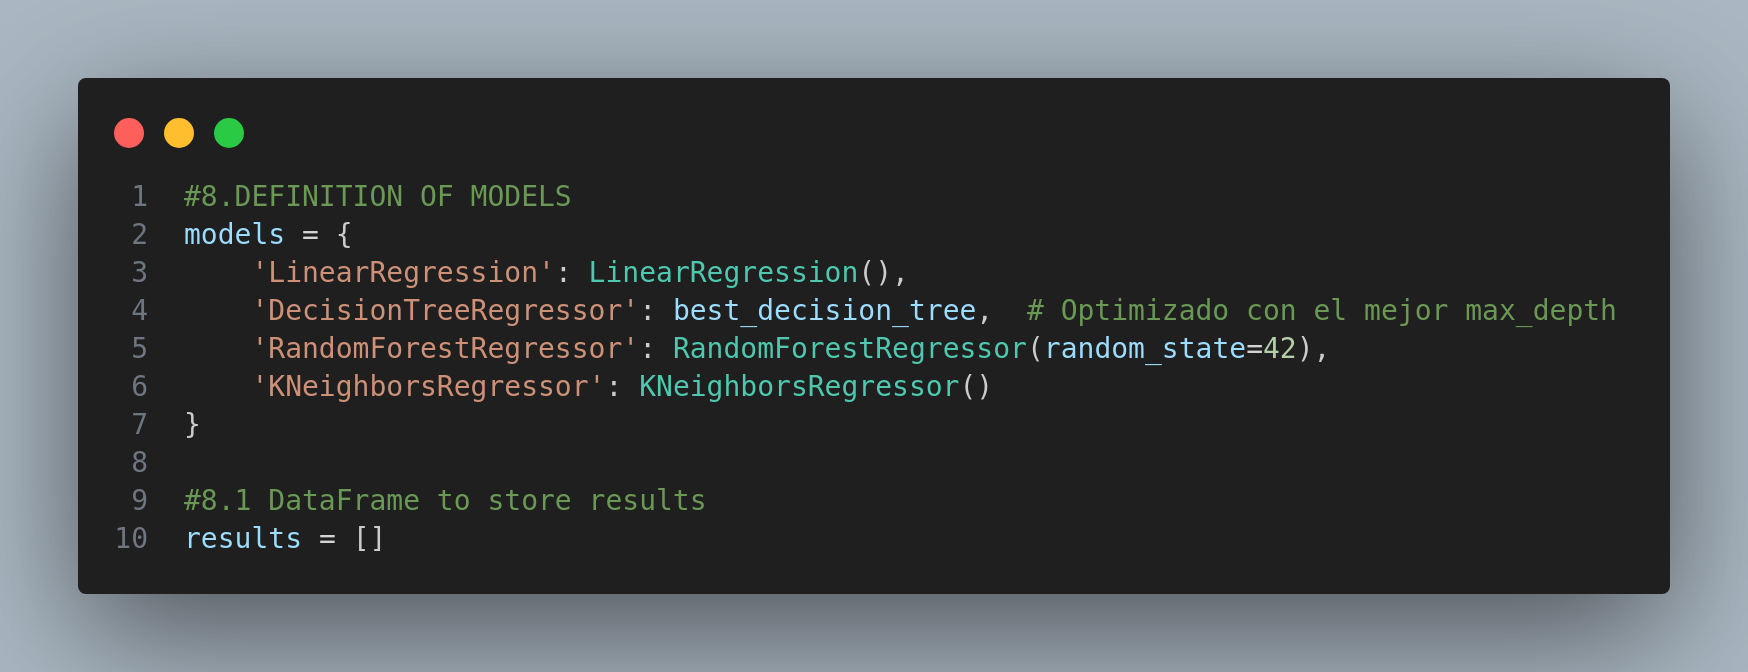 1 #8.DEFINITION OF MODELS
2 models = {
3     'LinearRegression': LinearRegression(),
4     'DecisionTreeRegressor': best_decision_tree,  # Optimizado con el mejor max_depth
5     'RandomForestRegressor': RandomForestRegressor(random_state=42),
6     'KNeighborsRegressor': KNeighborsRegressor()
7 }
8
9 #8.1 DataFrame to store results
10 results = []